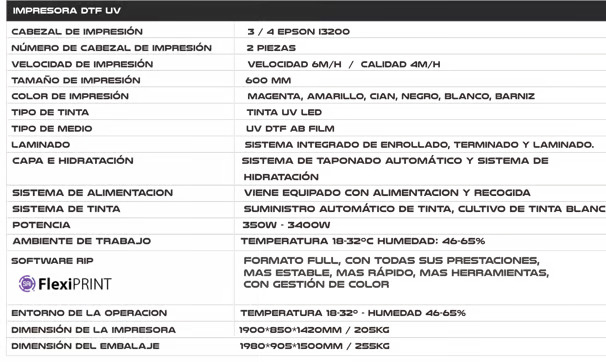 IMPRESORA DTF UV
CABEZAL DE IMPRESIÓN 3 / 4 EPSON I3200
NÚMERO DE CABEZAL DE IMPRESIÓN 2 PIEZAS
VELOCIDAD DE IMPRESIÓN VELOCIDAD 6M/H / CALIDAD 4M/H
TAMAÑO DE IMPRESIÓN 600 MM
COLOR DE IMPRESIÓN MAGENTA, AMARILLO, CIAN, NEGRO, BLANCO, BARNIZ
TIPO DE TINTA TINTA UV LED
TIPO DE MEDIO UV DTF AB FILM
LAMINADO SISTEMA INTEGRADO DE ENROLLADO, TERMINADO Y LAMINADO.
CAPA E HIDRATACIÓN SISTEMA DE TAPONADO AUTOMÁTICO Y SISTEMA DE
HIDRATACIÓN
SISTEMA DE ALIMENTACION VIENE EQUIPADO CON ALIMENTACION Y RECOGIDA
SISTEMA DE TINTA SUMINISTRO AUTOMÁTICO DE TINTA, CULTIVO DE TINTA BLANC
POTENCIA 350W - 3400W
AMBIENTE DE TRABAJO TEMPERATURA 18-32ºC HUMEDAD: 46-65%
SOFTWARE RIP FORMATO FULL, CON TODAS SUS PRESTACIONES,
MAS ESTABLE, MAS RÁPIDO, MAS HERRAMIENTAS,
FlexiPRINT CON GESTIÓN DE COLOR
ENTORNO DE LA OPERACION TEMPERATURA 18-32º - HUMEDAD 46-65%
DIMENSIÓN DE LA IMPRESORA 1900*850*1420MM / 205KG
DIMENSIÓN DEL EMBALAJE 1980*905*1500MM / 255KG